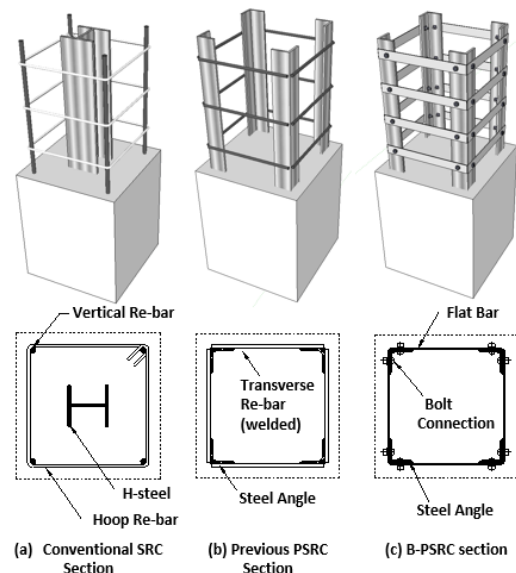 Vertical Re-bar
H-steel
Hoop Re-bar
Transverse
Re-bar
(welded)
Steel Angle
Flat Bar
Bolt
Connection
Steel Angle
(a) Conventional SRC
Section
(b) Previous PSRC
Section
(c) B-PSRC section